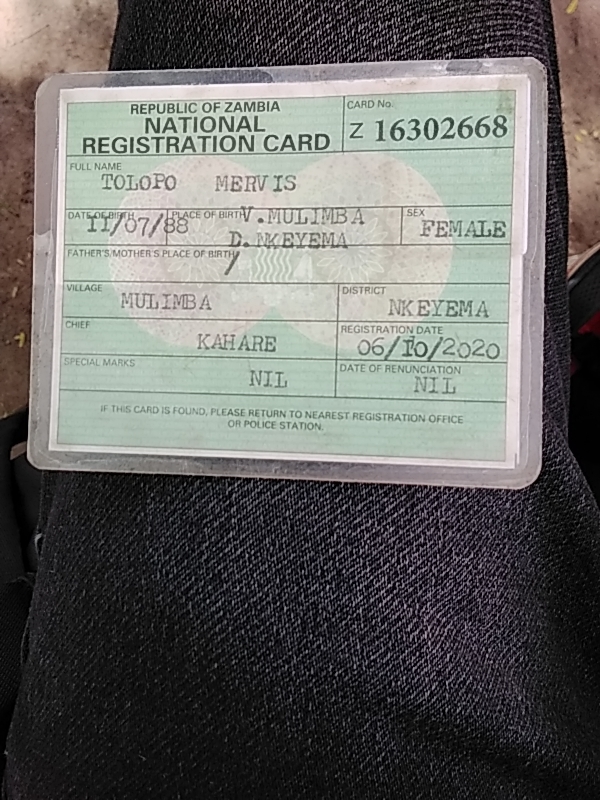 REPUBLIC OF ZAMBIA
NATIONAL
REGISTRATION CARD
CARD No.
Z 16302668
FULL NAME
TOLOPO MERVIS
DATE OF BIRTH
11/07/88
PLACE OF BIRTH
V.MULIMBA
D.NKEYEMA
SEX
FEMALE
FATHER'S/MOTHER'S PLACE OF BIRTH
/
VILLAGE
MULIMBA
DISTRICT
NKEYEMA
CHIEF
KAHARE
REGISTRATION DATE
06/10/2020
SPECIAL MARKS
NIL
DATE OF RENUNCIATION
NIL
IF THIS CARD IS FOUND, PLEASE RETURN TO NEAREST REGISTRATION OFFICE
OR POLICE STATION.